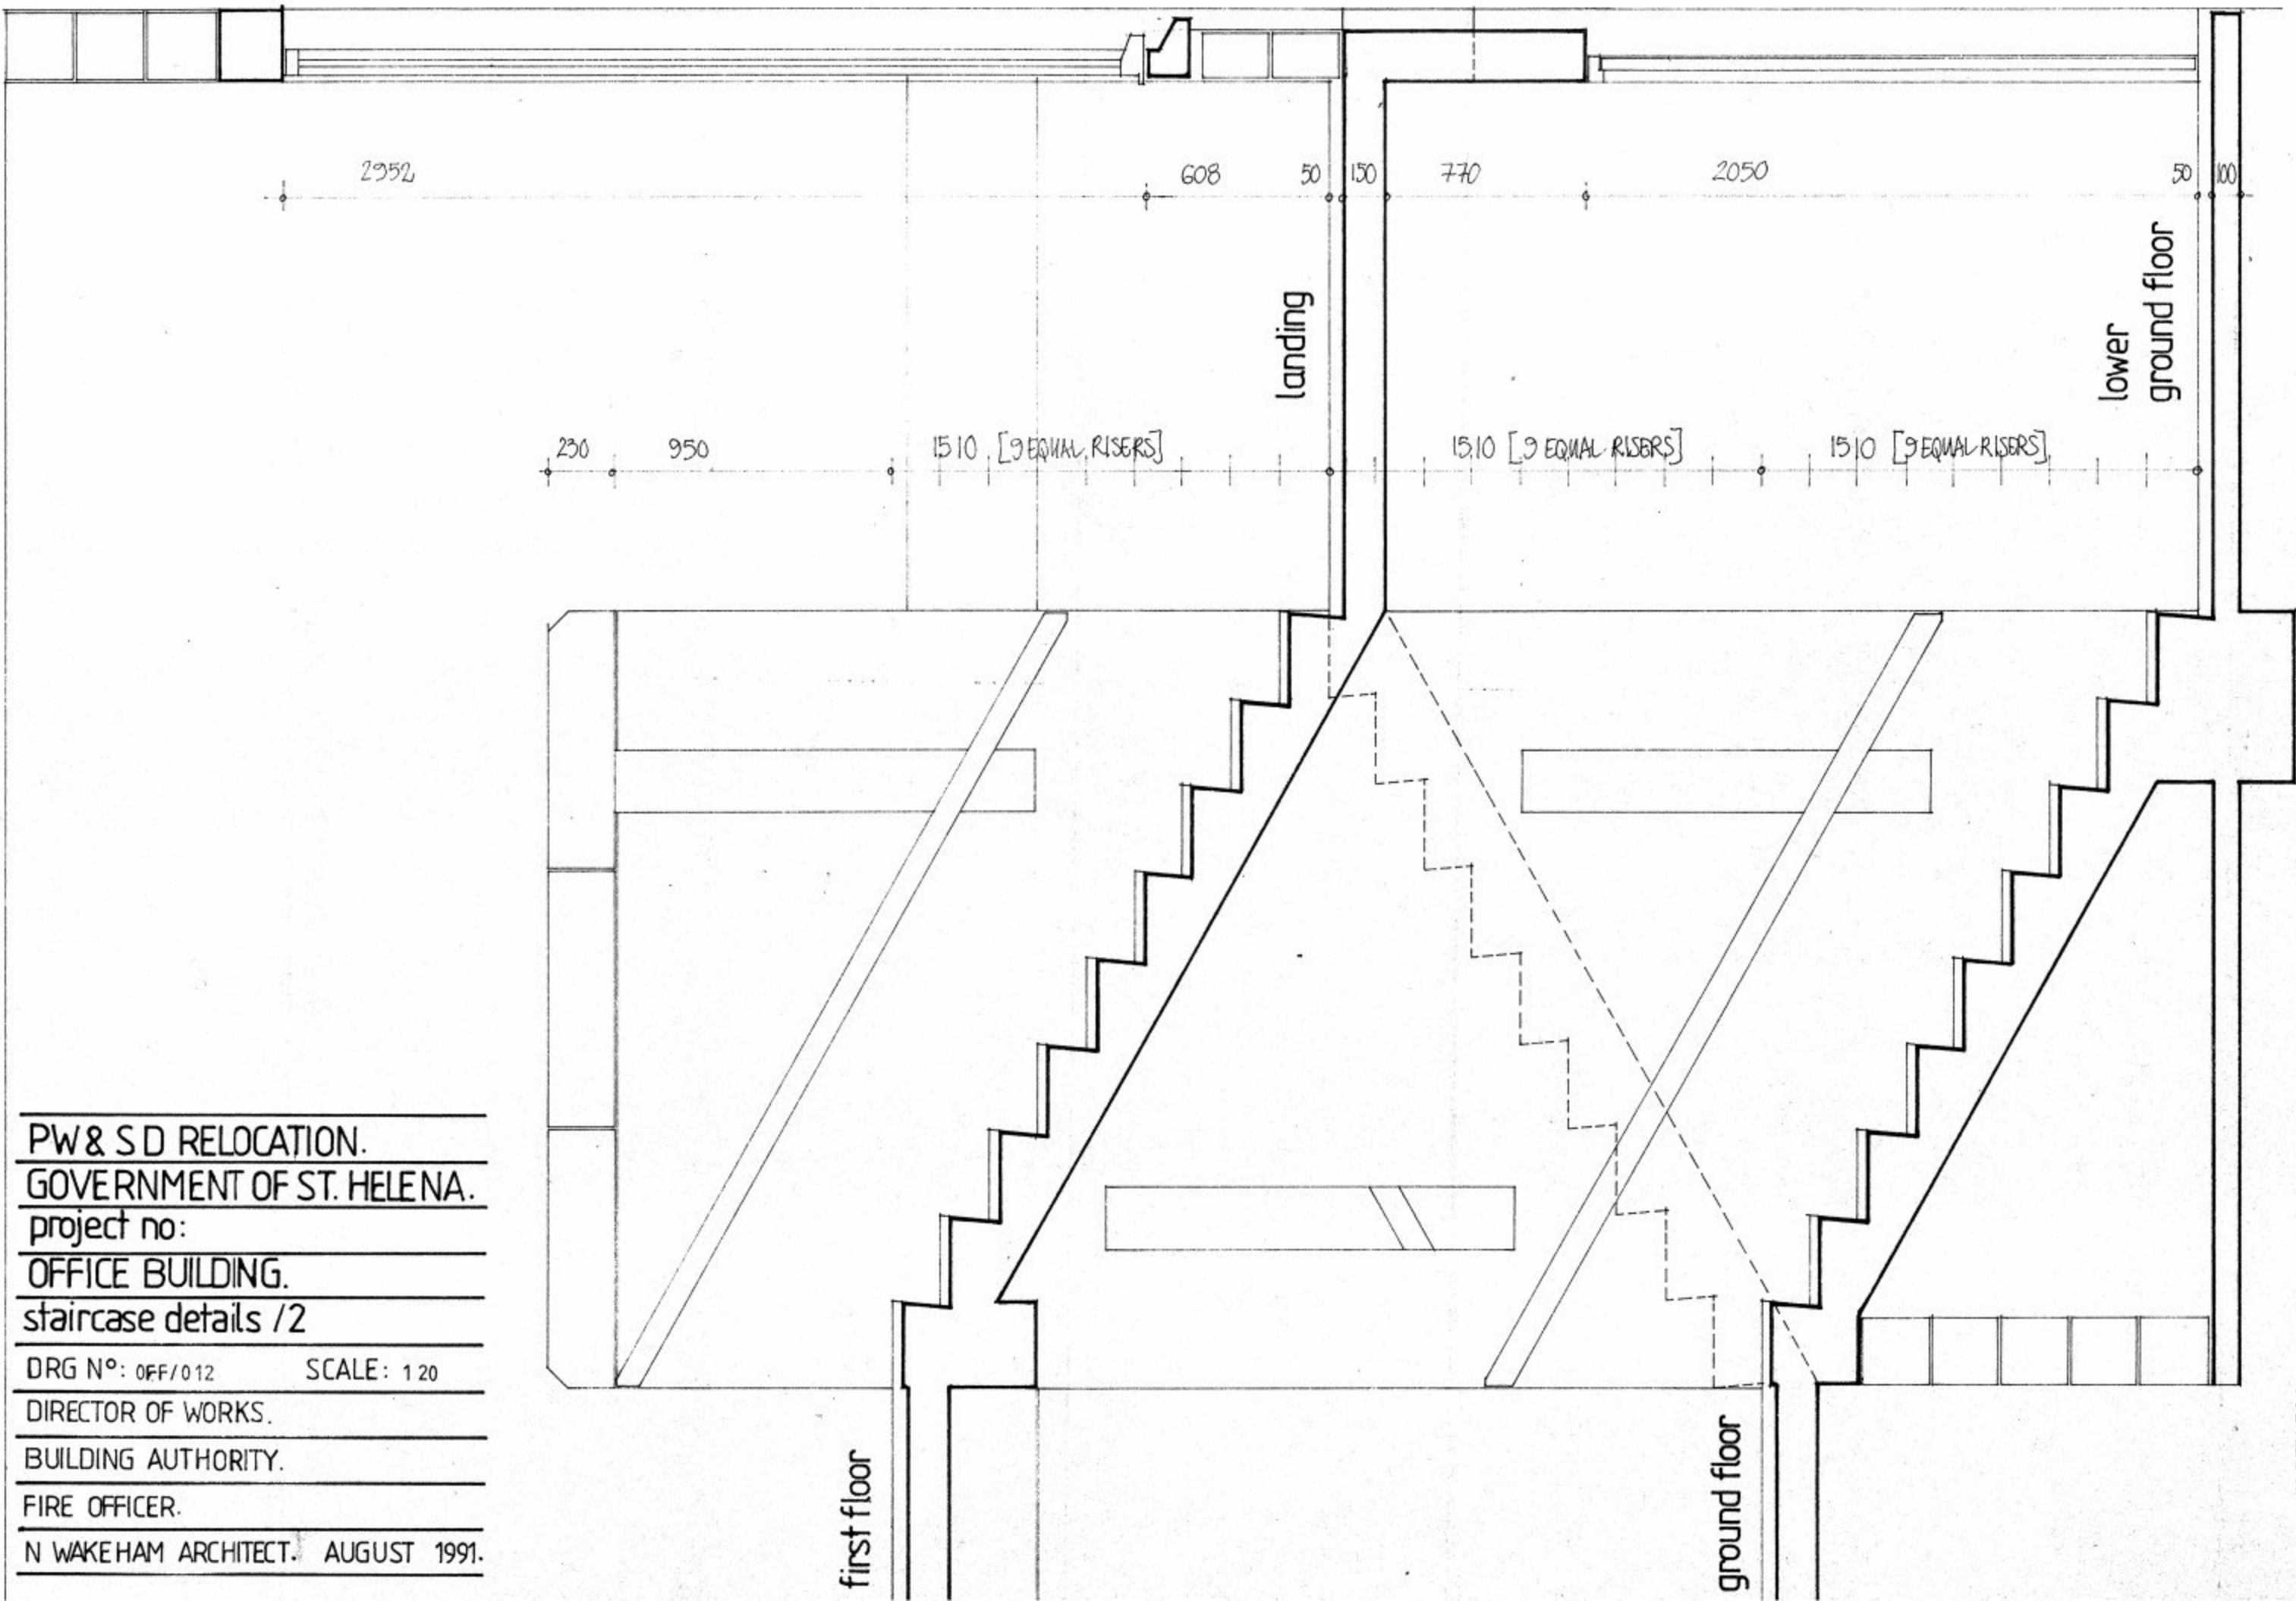 2952
608
50
150
770
2050
50
100
landing
lower
ground floor
230
950
1510 [9 EQUAL RISERS]
1510 [9 EQUAL RISERS]
1510 [9 EQUAL RISERS]
PW & S D RELOCATION.
GOVERNMENT OF ST. HELENA.
project no:
OFFICE BUILDING.
staircase details /2
DRG Nº: OFF/012 SCALE: 1 20
DIRECTOR OF WORKS.
BUILDING AUTHORITY.
FIRE OFFICER.
N WAKEHAM ARCHITECT. AUGUST 1991.
first floor
ground floor